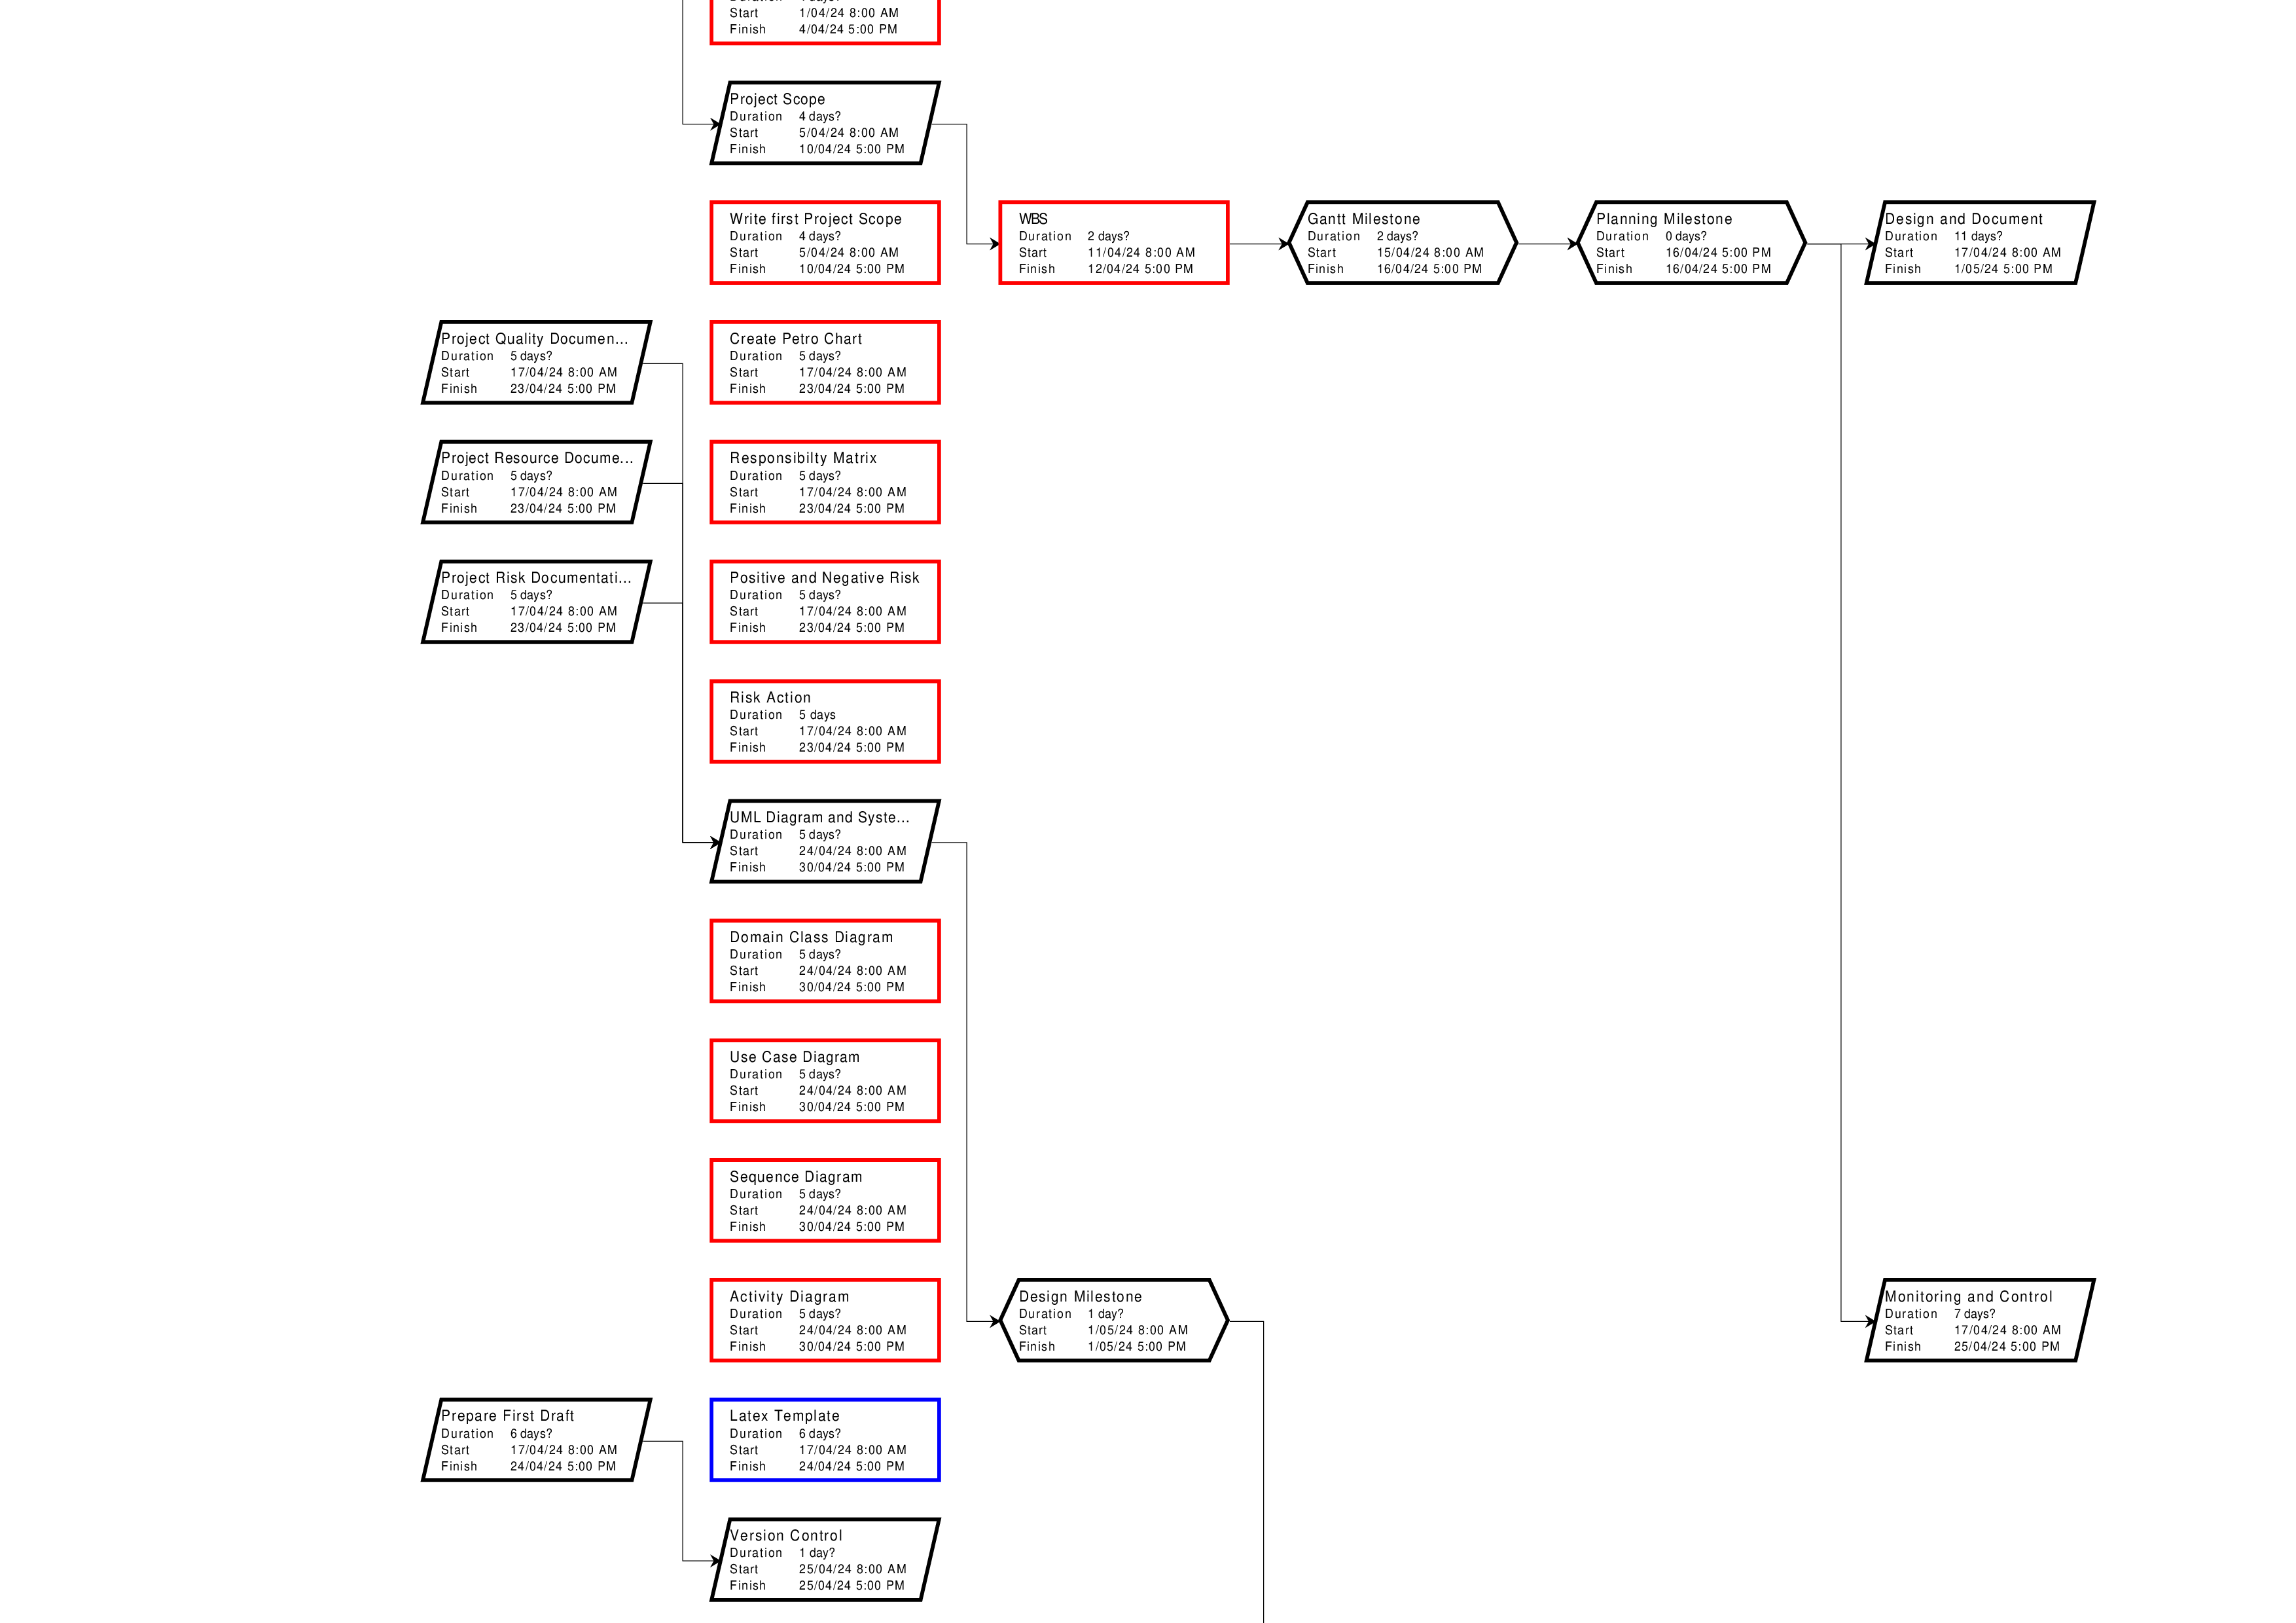 Start 1/04/24 8:00 AM
Finish 4/04/24 5:00 PM
Project Scope
Duration 4 days?
Start 5/04/24 8:00 AM
Finish 10/04/24 5:00 PM
Write first Project Scope
Duration 4 days?
Start 5/04/24 8:00 AM
Finish 10/04/24 5:00 PM
WBS
Duration 2 days?
Start 11/04/24 8:00 AM
Finish 12/04/24 5:00 PM
Gantt Milestone
Duration 2 days?
Start 15/04/24 8:00 AM
Finish 16/04/24 5:00 PM
Planning Milestone
Duration 0 days?
Start 16/04/24 5:00 PM
Finish 16/04/24 5:00 PM
Design and Document
Duration 11 days?
Start 17/04/24 8:00 AM
Finish 1/05/24 5:00 PM
Project Quality Documen...
Duration 5 days?
Start 17/04/24 8:00 AM
Finish 23/04/24 5:00 PM
Create Petro Chart
Duration 5 days?
Start 17/04/24 8:00 AM
Finish 23/04/24 5:00 PM
Project Resource Docume...
Duration 5 days?
Start 17/04/24 8:00 AM
Finish 23/04/24 5:00 PM
Responsibilty Matrix
Duration 5 days?
Start 17/04/24 8:00 AM
Finish 23/04/24 5:00 PM
Project Risk Documentati...
Duration 5 days?
Start 17/04/24 8:00 AM
Finish 23/04/24 5:00 PM
Positive and Negative Risk
Duration 5 days?
Start 17/04/24 8:00 AM
Finish 23/04/24 5:00 PM
Risk Action
Duration 5 days
Start 17/04/24 8:00 AM
Finish 23/04/24 5:00 PM
UML Diagram and Syste...
Duration 5 days?
Start 24/04/24 8:00 AM
Finish 30/04/24 5:00 PM
Domain Class Diagram
Duration 5 days?
Start 24/04/24 8:00 AM
Finish 30/04/24 5:00 PM
Use Case Diagram
Duration 5 days?
Start 24/04/24 8:00 AM
Finish 30/04/24 5:00 PM
Sequence Diagram
Duration 5 days?
Start 24/04/24 8:00 AM
Finish 30/04/24 5:00 PM
Activity Diagram
Duration 5 days?
Start 24/04/24 8:00 AM
Finish 30/04/24 5:00 PM
Design Milestone
Duration 1 day?
Start 1/05/24 8:00 AM
Finish 1/05/24 5:00 PM
Monitoring and Control
Duration 7 days?
Start 17/04/24 8:00 AM
Finish 25/04/24 5:00 PM
Prepare First Draft
Duration 6 days?
Start 17/04/24 8:00 AM
Finish 24/04/24 5:00 PM
Latex Template
Duration 6 days?
Start 17/04/24 8:00 AM
Finish 24/04/24 5:00 PM
Version Control
Duration 1 day?
Start 25/04/24 8:00 AM
Finish 25/04/24 5:00 PM